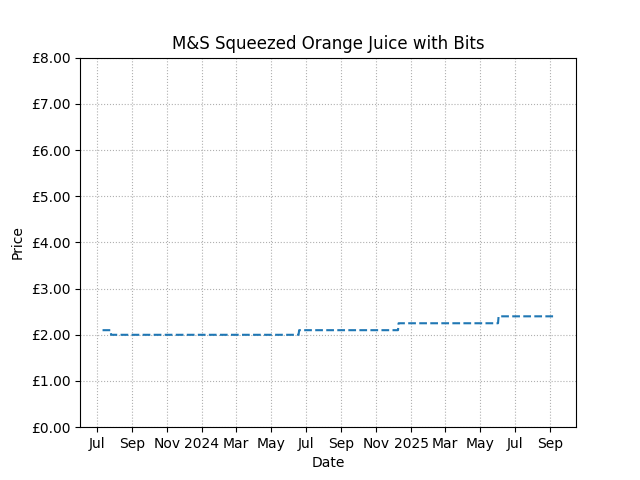 M&S Squeezed Orange Juice with Bits
£8.00
£7.00
£6.00
£5.00
£4.00
£3.00
£2.00
£1.00
£0.00
Price
Jul Sep Nov 2024 Mar May Jul Sep Nov 2025 Mar May Jul Sep
Date